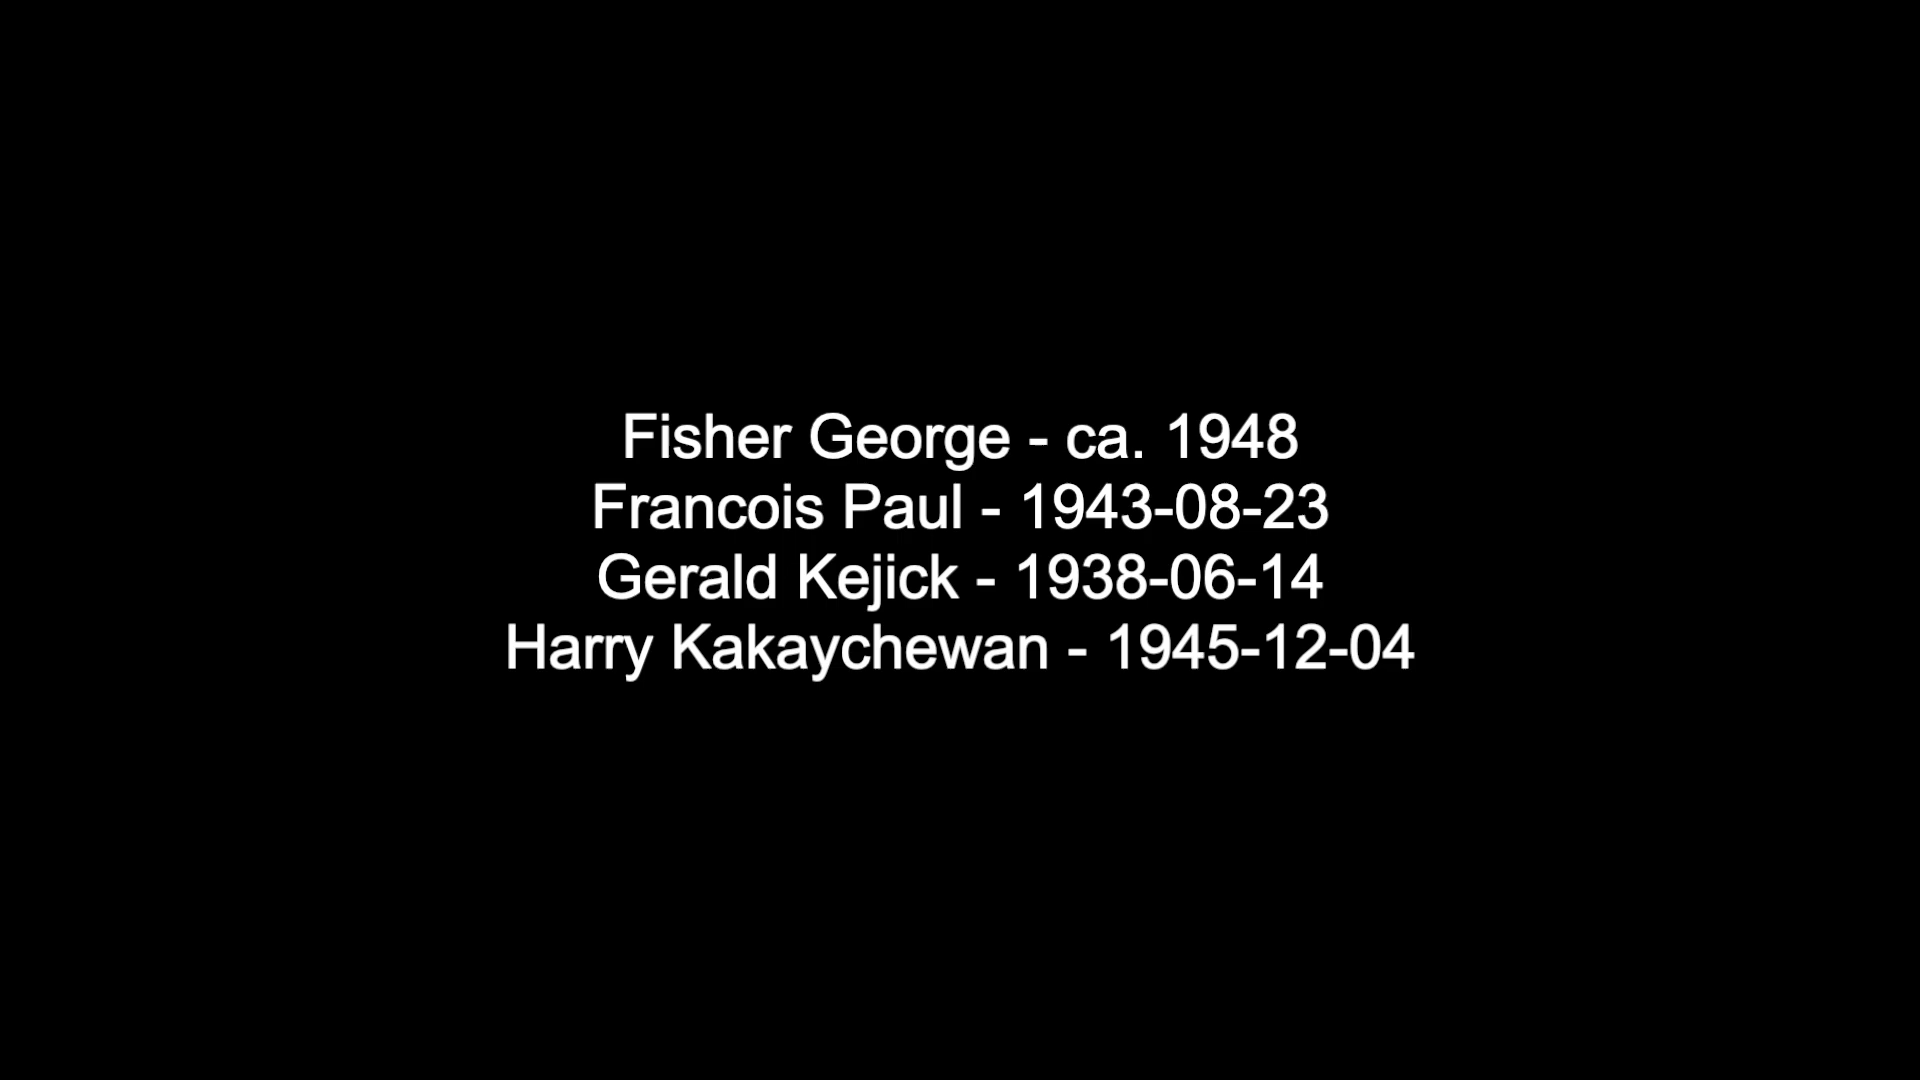 Fisher George - ca. 1948
Francois Paul - 1943-08-23
Gerald Kejick - 1938-06-14
Harry Kakaychewan - 1945-12-04